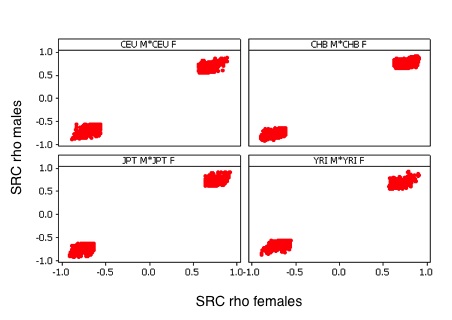 CEU M*CEU F
CHB M*CHB F
1.0
0.5
0.0
-0.5
-1.0
SRC rho males
JPT M*JPT F
YRI M*YRI F
1.0
0.5
0.0
-0.5
-1.0
-1.0 -0.5 0.0 0.5 1.0 -1.0 -0.5 0.0 0.5 1.0
SRC rho females